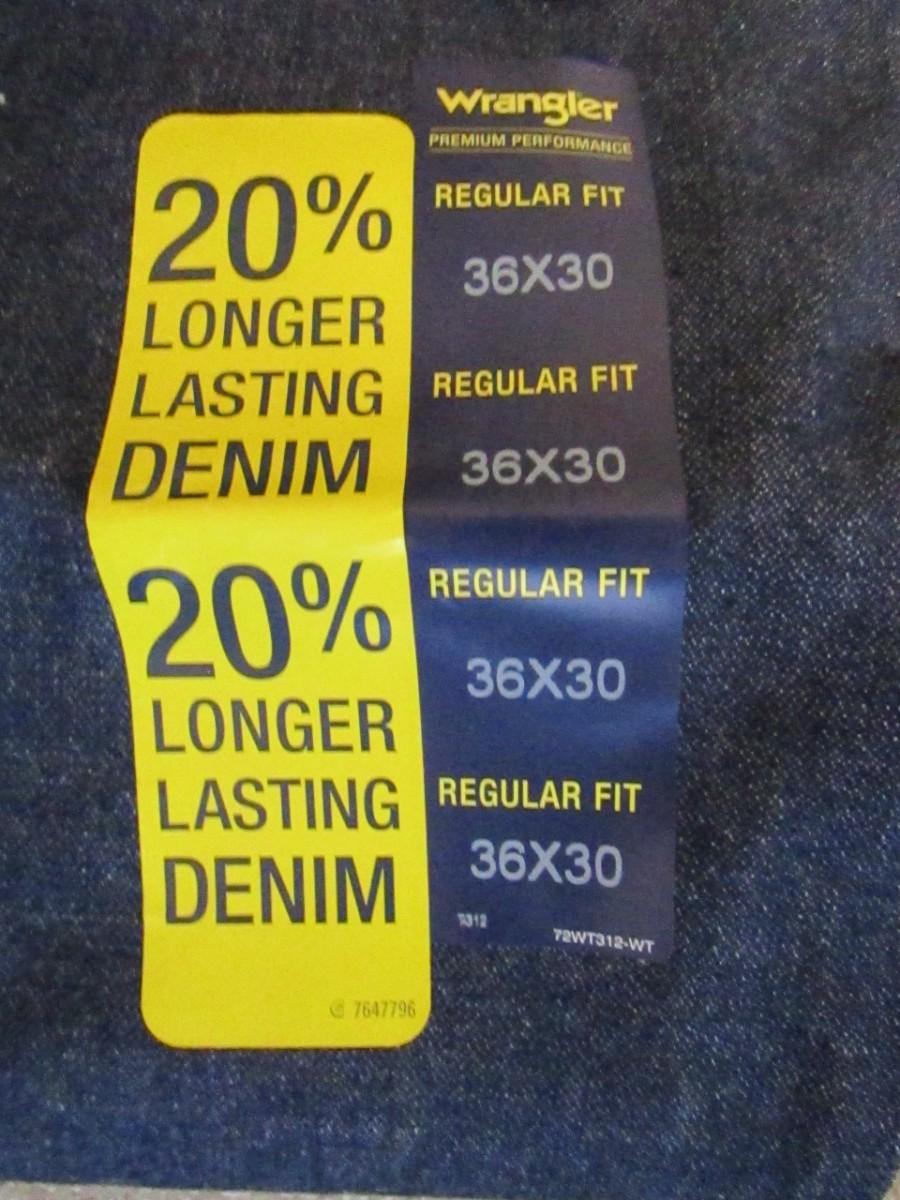 20%
LONGER
LASTING
DENIM
20%
LONGER
LASTING
DENIM
7647796
Wrangler
PREMIUM PERFORMANCE
REGULAR FIT
36X30
REGULAR FIT
36X30
REGULAR FIT
36X30
REGULAR FIT
36X30
72WT312-WT